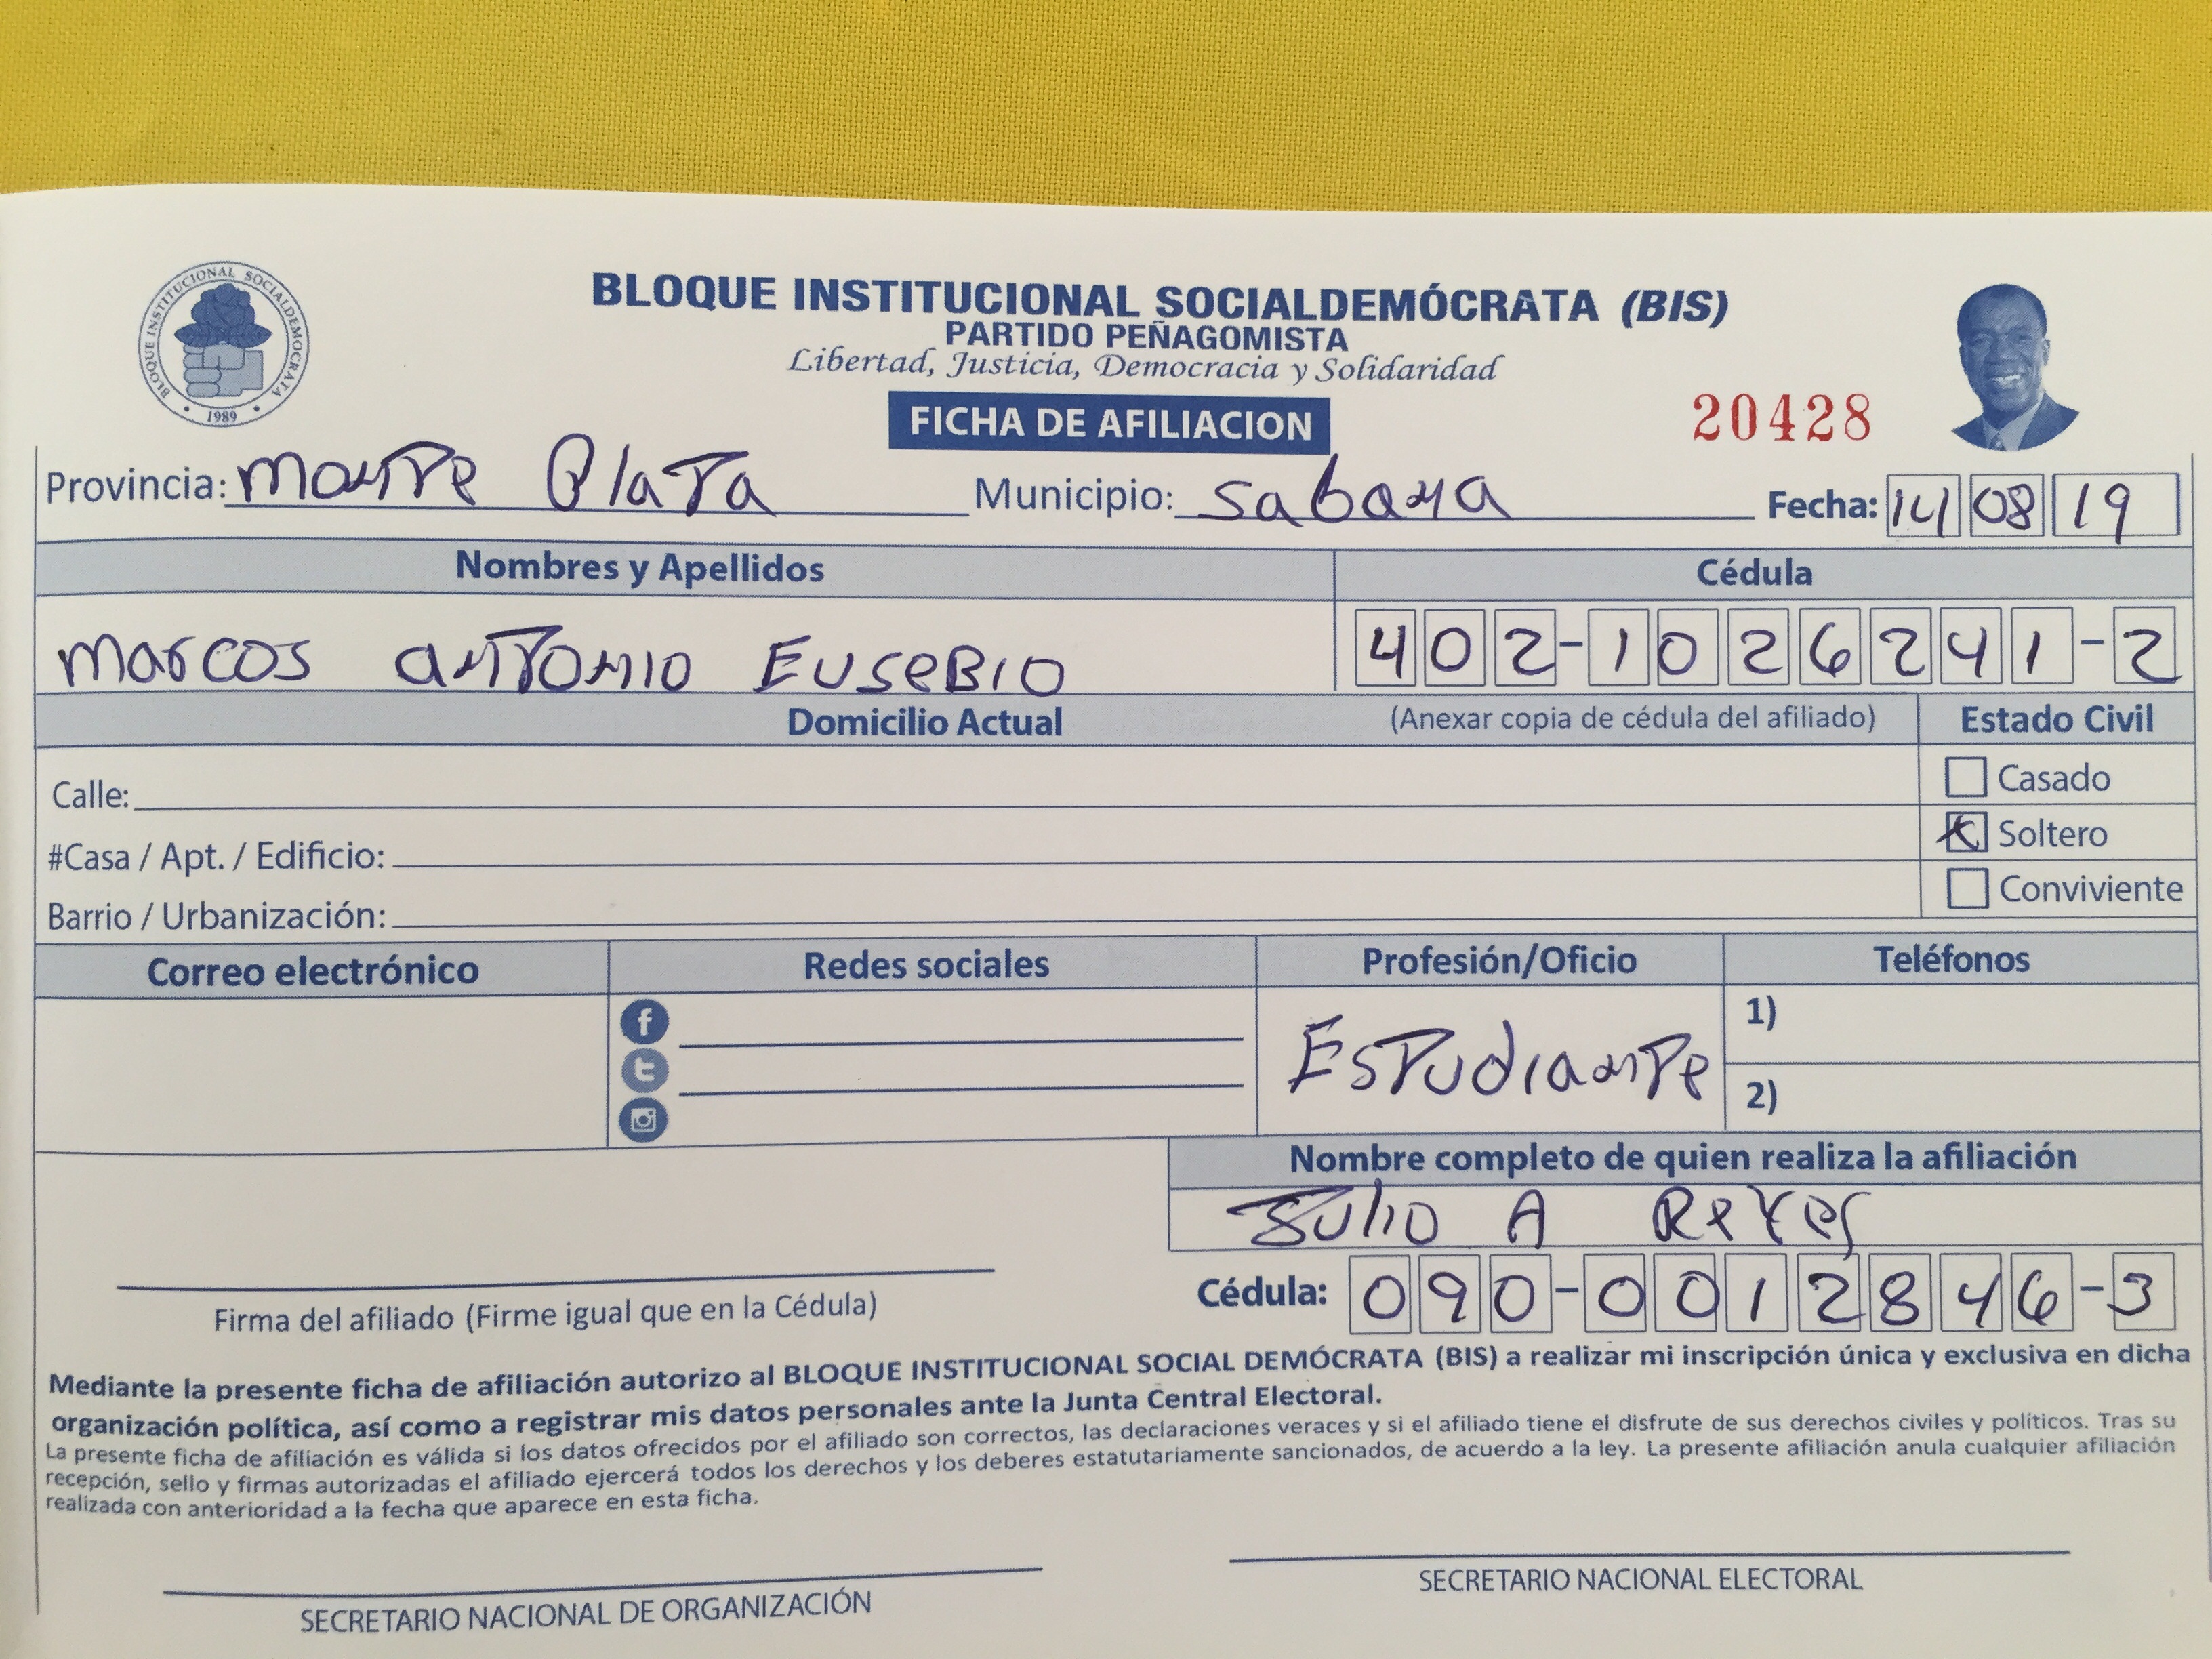 BLOQUE INSTITUCIONAL SOCIALDEMÓCRATA
1989
BLOQUE INSTITUCIONAL SOCIALDEMÓCRATA (BIS)
PARTIDO PEÑAGOMISTA
Libertad, Justicia, Democracia y Solidaridad
FICHA DE AFILIACION
20428
Provincia: Monte Plata Municipio: Sabana Fecha: 14 08 19
Nombres y Apellidos Cédula
Marcos Antonio Eusebio 402-1026241-2
Domicilio Actual (Anexar copia de cédula del afiliado) Estado Civil
Calle: Casado
#Casa / Apt. / Edificio: Soltero
Barrio / Urbanización: Conviviente
Correo electrónico Redes sociales Profesión/Oficio Teléfonos
Estudiante
1)
2)
Nombre completo de quien realiza la afiliación
Julio A Reyes
Cédula: 090-0012846-3
Firma del afiliado (Firme igual que en la Cédula)
Mediante la presente ficha de afiliación autorizo al BLOQUE INSTITUCIONAL SOCIAL DEMÓCRATA (BIS) a realizar mi inscripción única y exclusiva en dicha
organización política, así como a registrar mis datos personales ante la Junta Central Electoral.
La presente ficha de afiliación es válida si los datos ofrecidos por el afiliado son correctos, las declaraciones veraces y si el afiliado tiene el disfrute de sus derechos civiles y políticos. Tras su
recepción, sello y firmas autorizadas el afiliado ejercerá todos los derechos y los deberes estatutariamente sancionados, de acuerdo a la ley. La presente afiliación anula cualquier afiliación
realizada con anterioridad a la fecha que aparece en esta ficha.
SECRETARIO NACIONAL DE ORGANIZACIÓN SECRETARIO NACIONAL ELECTORAL